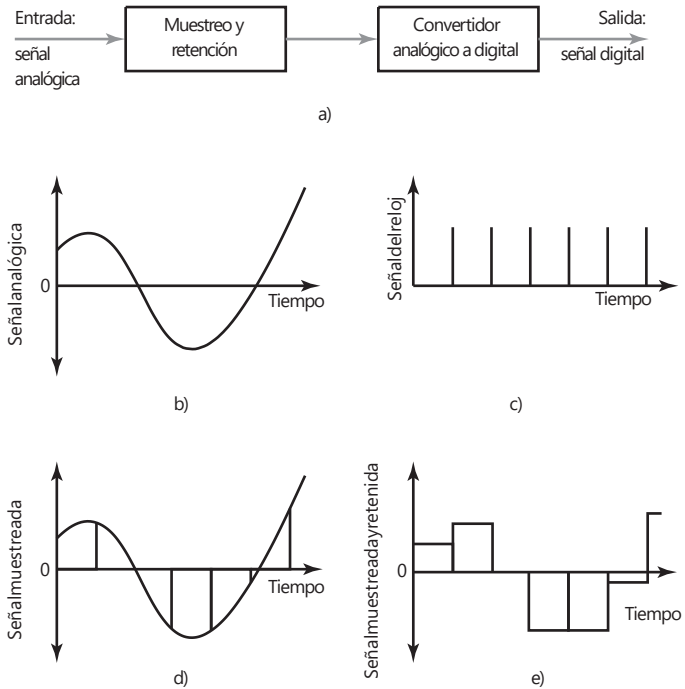 Entrada:
señal
analógica
Muestreo y
retención
Convertidor
analógico a digital
Salida:
señal digital
a)
Señalanalógica
0
Tiempo
b)
Señaldelreloj
Tiempo
c)
Señalmuestreada
0
Tiempo
d)
Señalmuestreadayretenida
0
Tiempo
e)